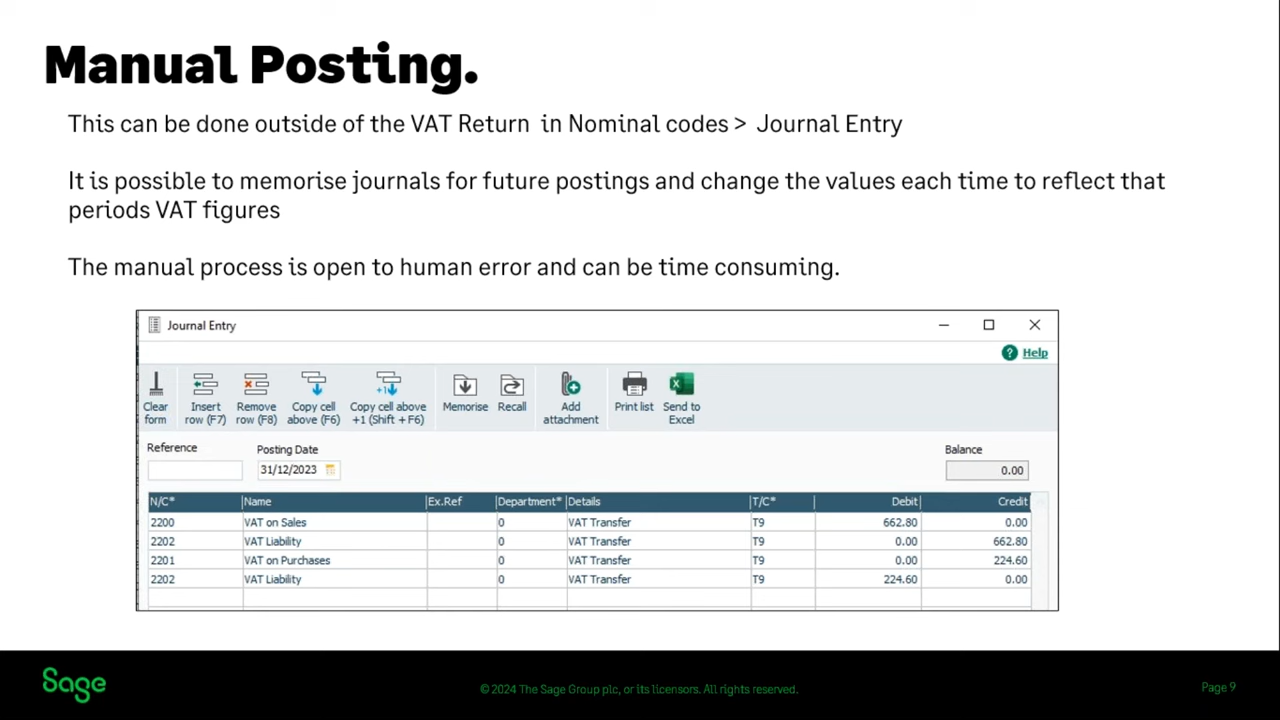 Manual Posting.
This can be done outside of the VAT Return in Nominal codes > Journal Entry
It is possible to memorise journals for future postings and change the values each time to reflect that
periods VAT figures
The manual process is open to human error and can be time consuming.
Journal Entry
? Help
Clear form
Insert row (F7)
Remove row (F8)
Copy cell above (F6)
+1
Copy cell above +1 (Shift + F6)
Memorise
Recall
Add attachment
Print list
Send to Excel
Reference
Posting Date
31/12/2023
Balance
0.00
N/C* Name Ex.Ref Department* Details T/C* Debit Credit
2200 VAT on Sales 0 VAT Transfer T9 662.80 0.00
2202 VAT Liability 0 VAT Transfer T9 0.00 662.80
2201 VAT on Purchases 0 VAT Transfer T9 0.00 224.60
2202 VAT Liability 0 VAT Transfer T9 224.60 0.00
Sage
© 2024 The Sage Group plc, or its licensors. All rights reserved.
Page 9